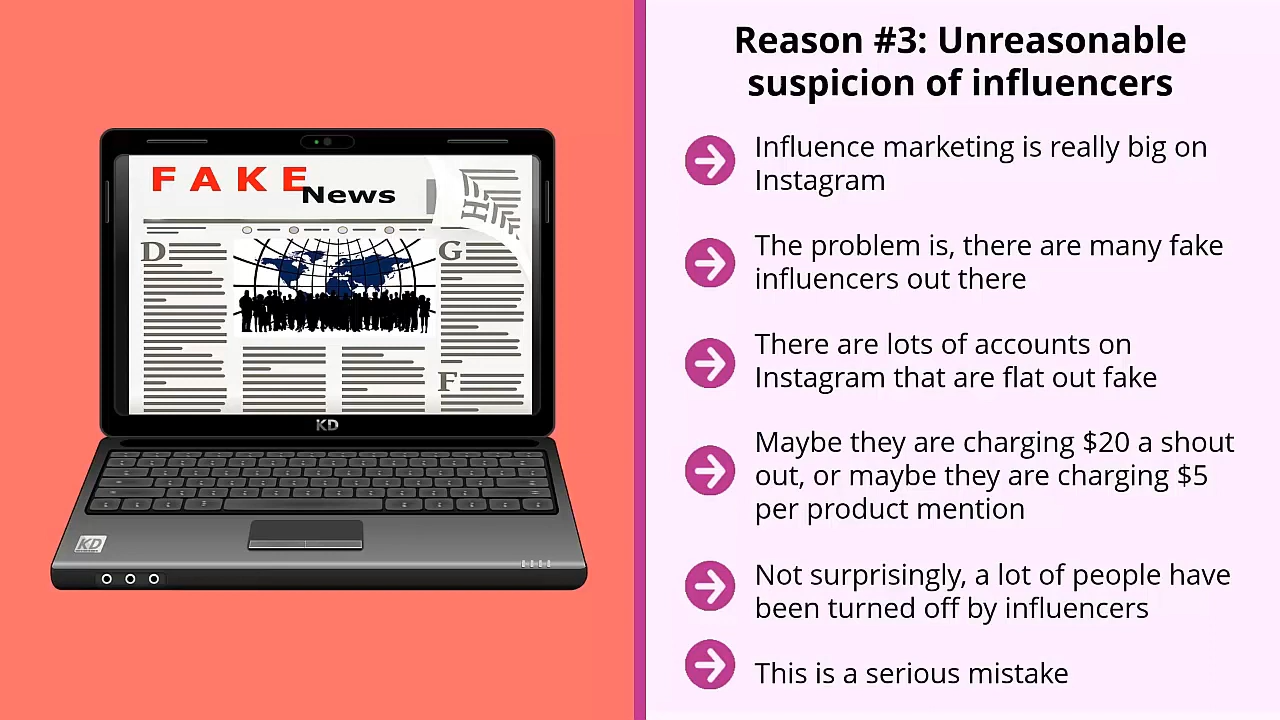 FAKE
News
D
G
H
F
KD
KD
Reason #3: Unreasonable
suspicion of influencers
Influence marketing is really big on
Instagram
The problem is, there are many fake
influencers out there
There are lots of accounts on
Instagram that are flat out fake
Maybe they are charging $20 a shout
out, or maybe they are charging $5
per product mention
Not surprisingly, a lot of people have
been turned off by influencers
This is a serious mistake